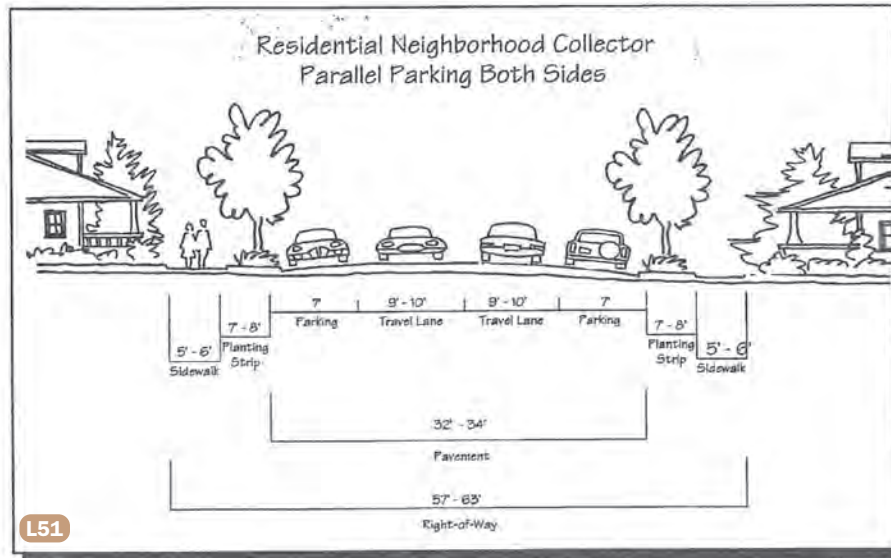 Residential Neighborhood Collector
Parallel Parking Both Sides
7'
Parking
9' - 10'
Travel Lane
9' - 10'
Travel Lane
7'
Parking
7 - 8'
Planting
Strip
7 - 8'
Planting
Strip
5' - 6'
Sidewalk
5' - 6'
Sidewalk
32' - 34'
Pavement
57' - 63'
Right-of-Way
L51